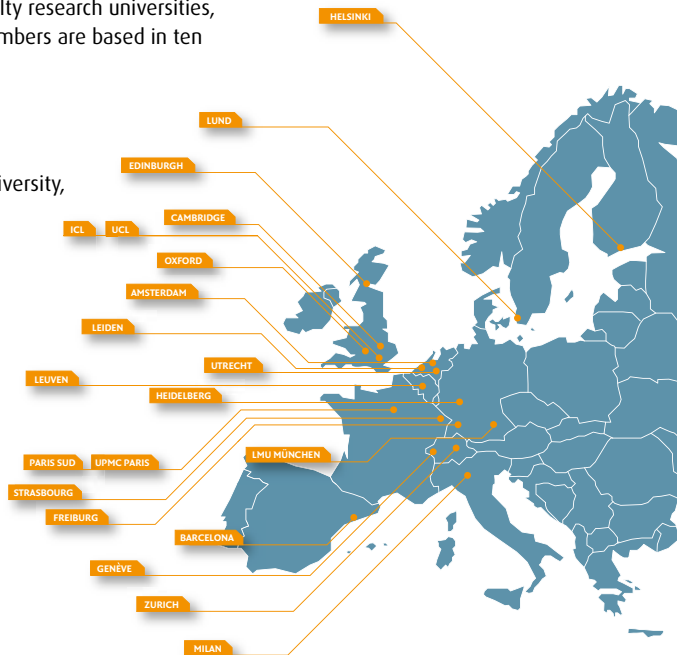 lty research universities,
mbers are based in ten
iversity,
HELSINKI
LUND
EDINBURGH
CAMBRIDGE
ICL UCL
OXFORD
AMSTERDAM
LEIDEN
UTRECHT
LEUVEN
HEIDELBERG
LMU MÜNCHEN
PARIS SUD UPMC PARIS
STRASBOURG
FREIBURG
BARCELONA
GENÈVE
ZURICH
MILAN